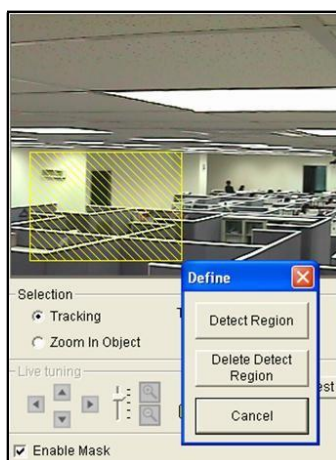 Define
Selection
Tracking
Detect Region
Zoom In Object
Delete Detect
Region
Live tuning
Cancel
Enable Mask